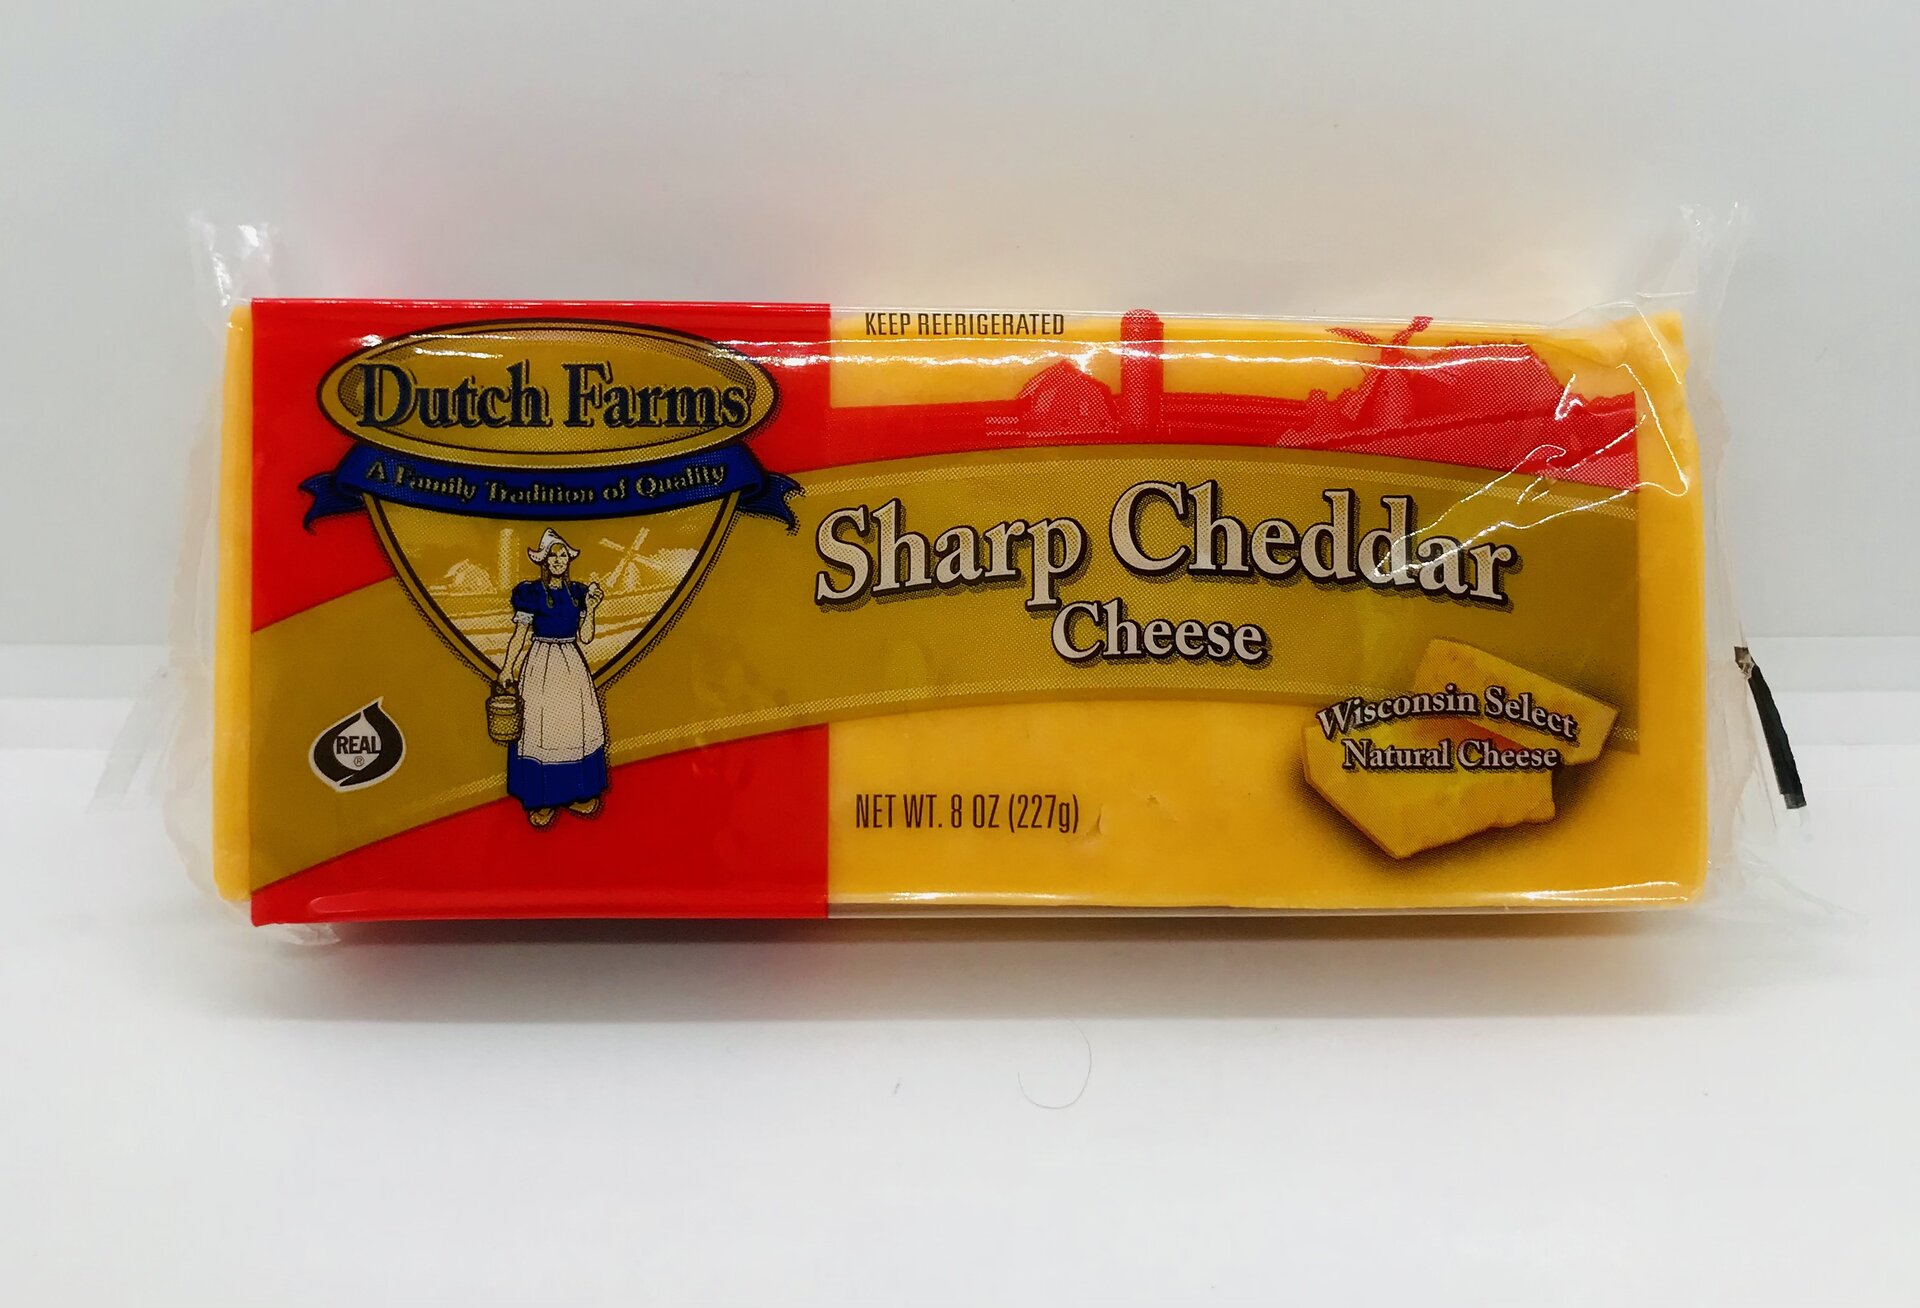 KEEP REFRIGERATED
Dutch Farms
A Family Tradition of Quality
Sharp Cheddar
Cheese
REAL
®
Wisconsin Select
Natural Cheese
NET WT. 8 OZ (227g)